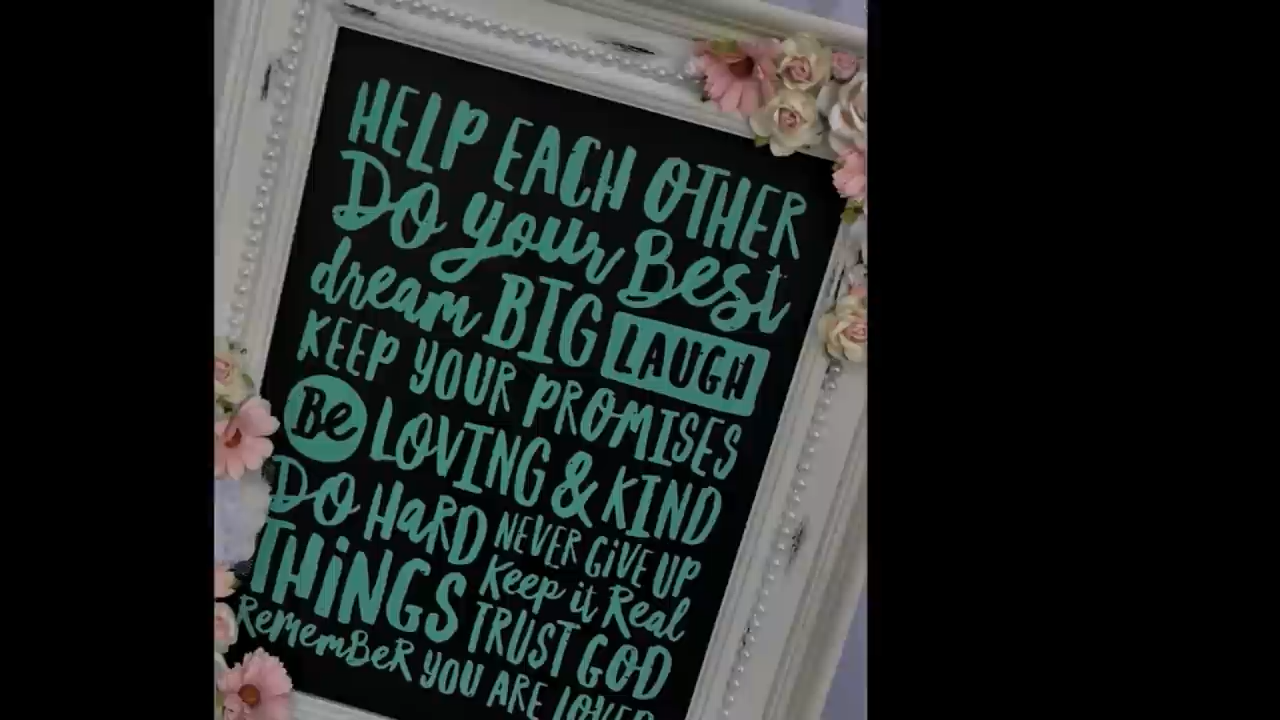 HELP EACH OTHER
Do your Best
dream BIG LAUGH
KEEP YOUR PROMISES
Be LOVING & KIND
DO HaRD THiNGS
NEVER GiVE UP
Keep it Real
TRUST GOD
ReMeMBeR YOU ARE LOVED